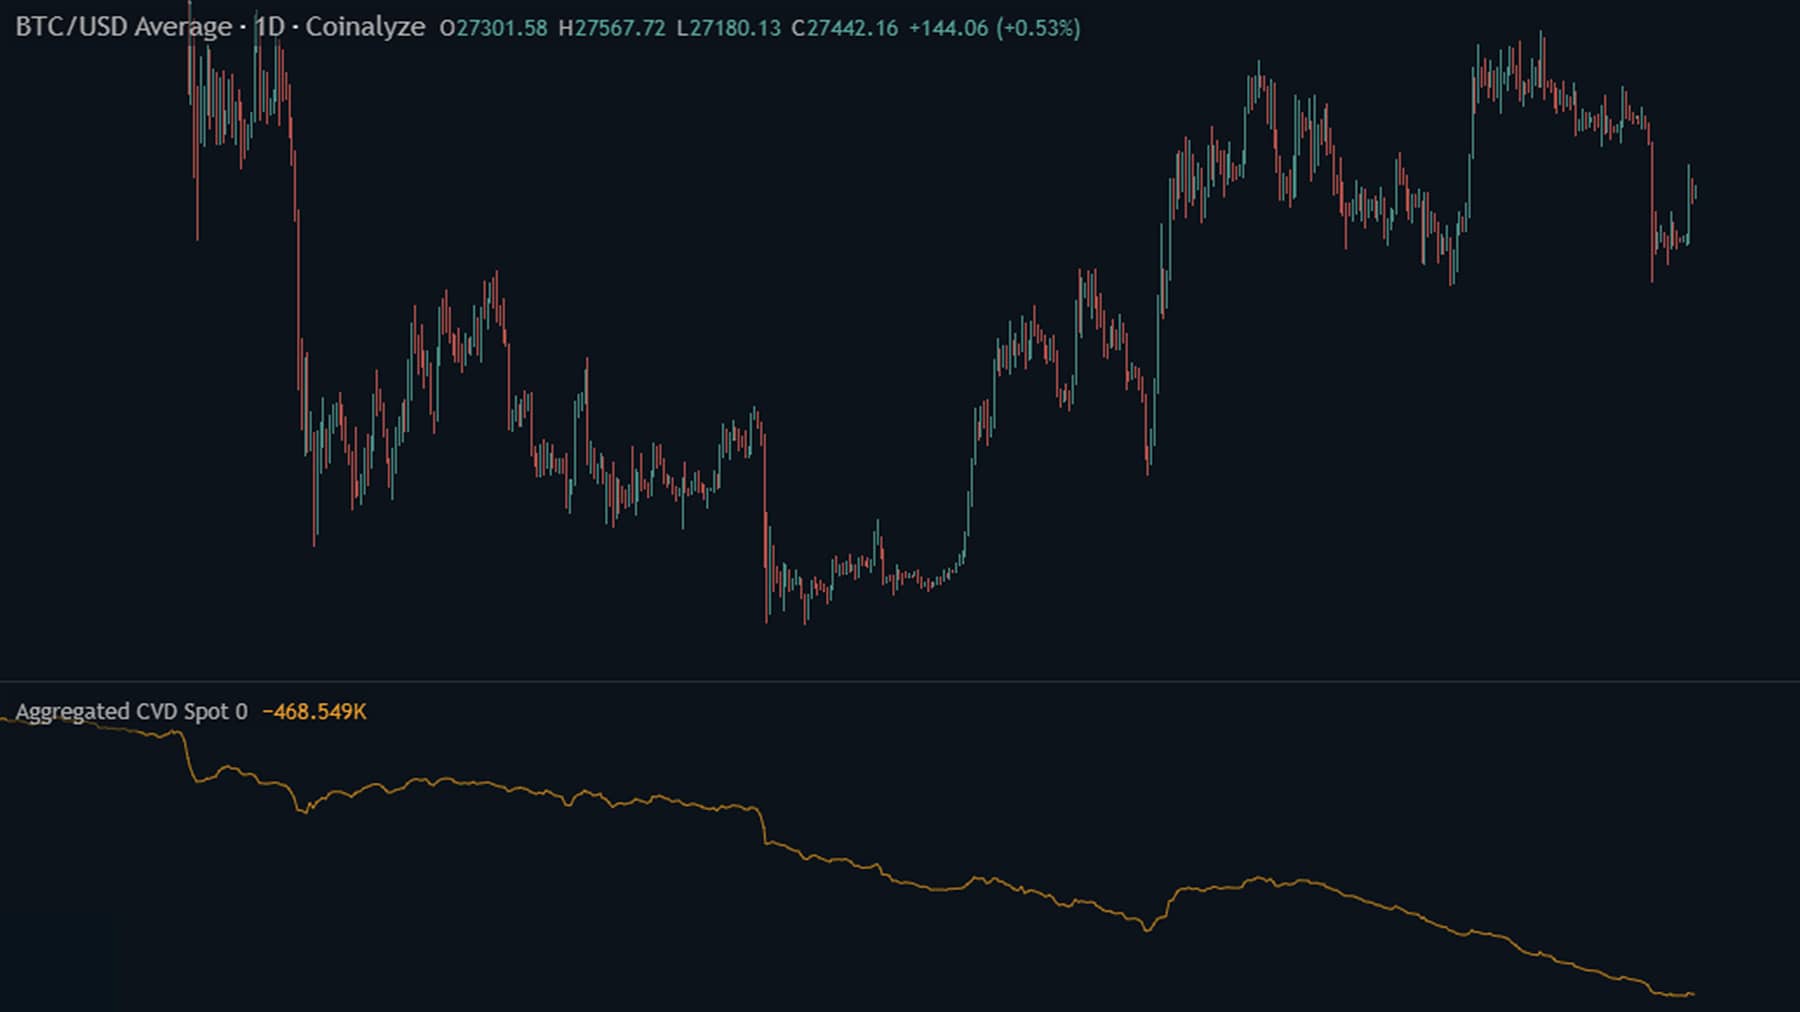 BTC/USD Average · 1D · Coinalyze O27301.58 H27567.72 L27180.13 C27442.16 +144.06 (+0.53%)
Aggregated CVD Spot 0 −468.549K